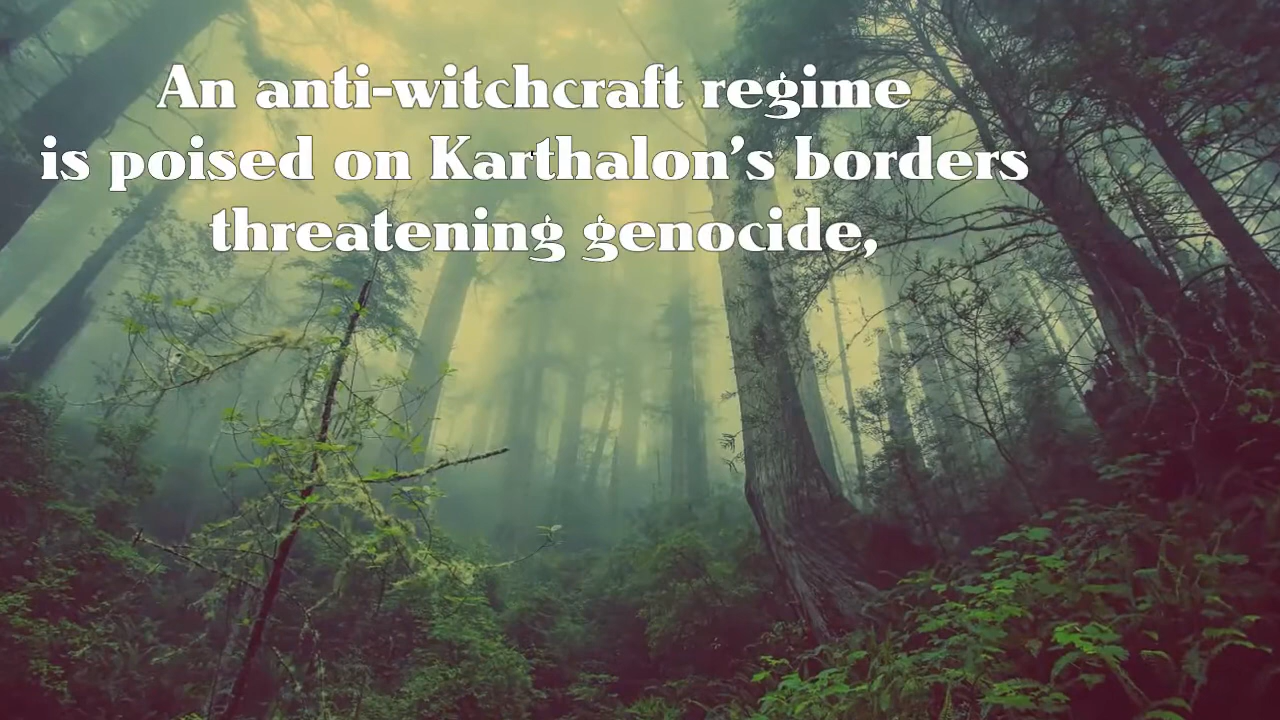 An anti-witchcraft regime
is poised on Karthalon’s borders
threatening genocide,